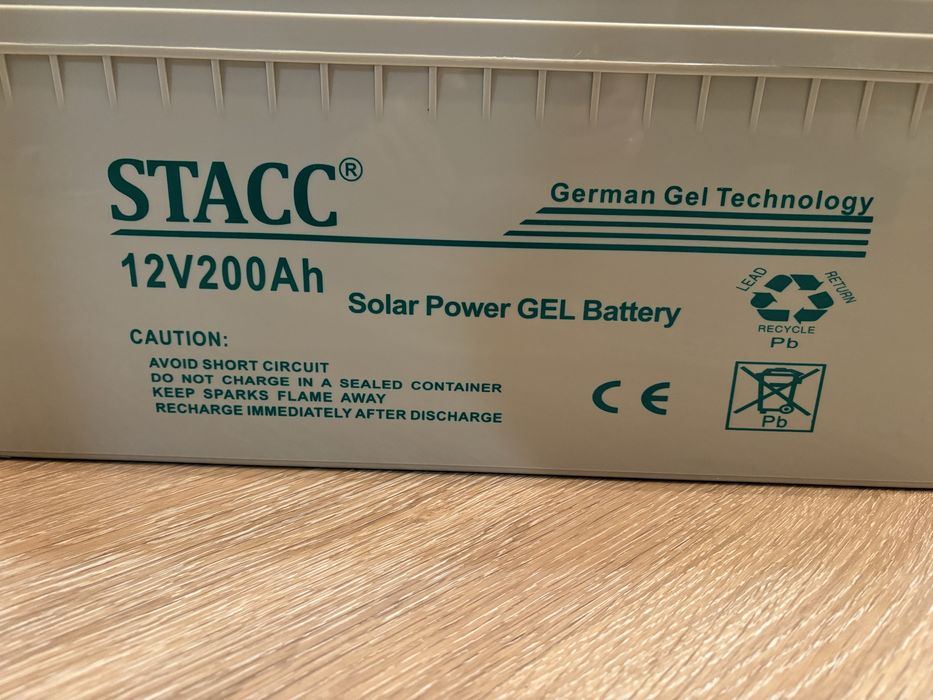 STACC®
German Gel Technology
12V200Ah
Solar Power GEL Battery
CAUTION:
AVOID SHORT CIRCUIT
DO NOT CHARGE IN A SEALED CONTAINER
KEEP SPARKS FLAME AWAY
RECHARGE IMMEDIATELY AFTER DISCHARGE
CE
LEAD
RETURN
RECYCLE
Pb
Pb